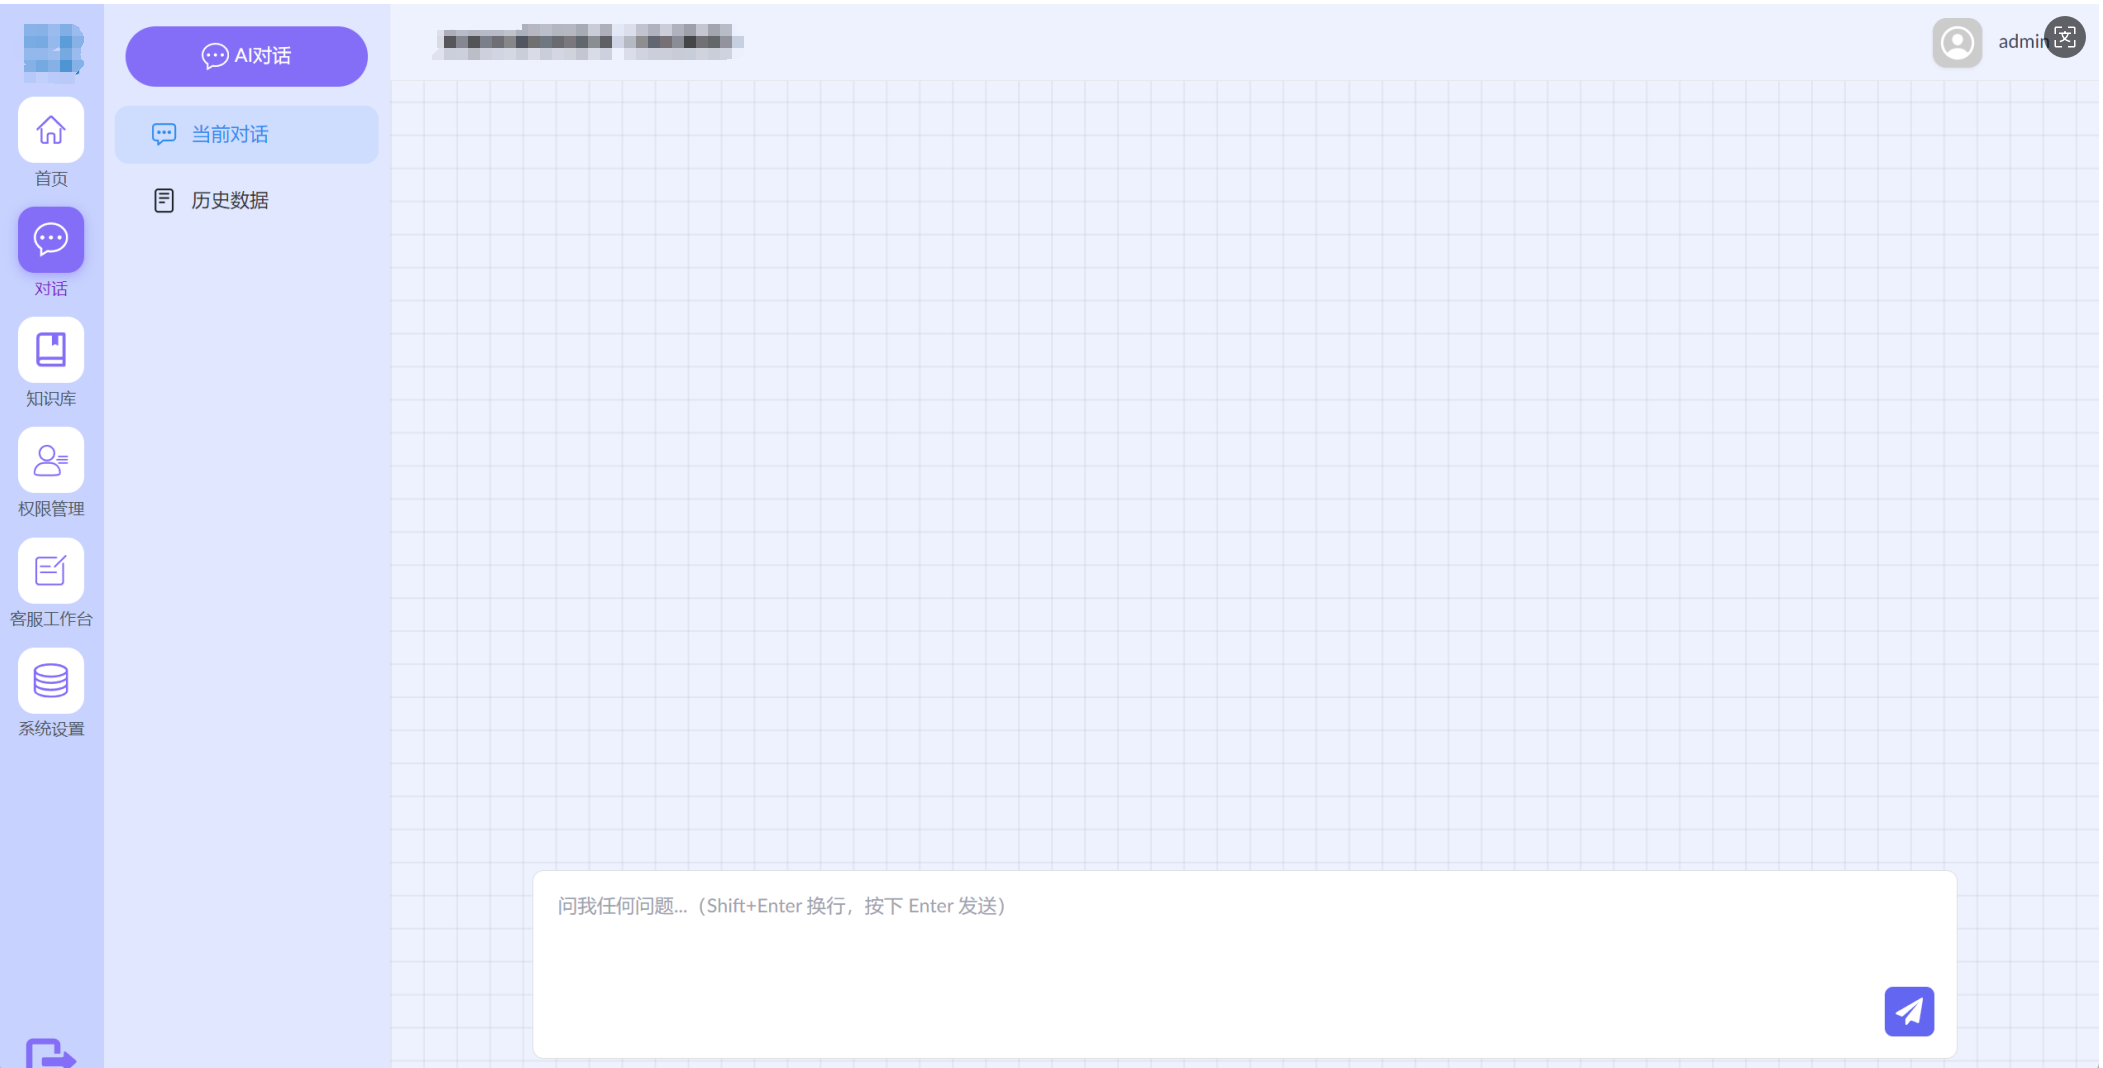 首页
对话
知识库
权限管理
客服工作台
系统设置
AI对话
当前对话
历史数据
admin
文
问我任何问题...（Shift+Enter 换行，按下 Enter 发送）